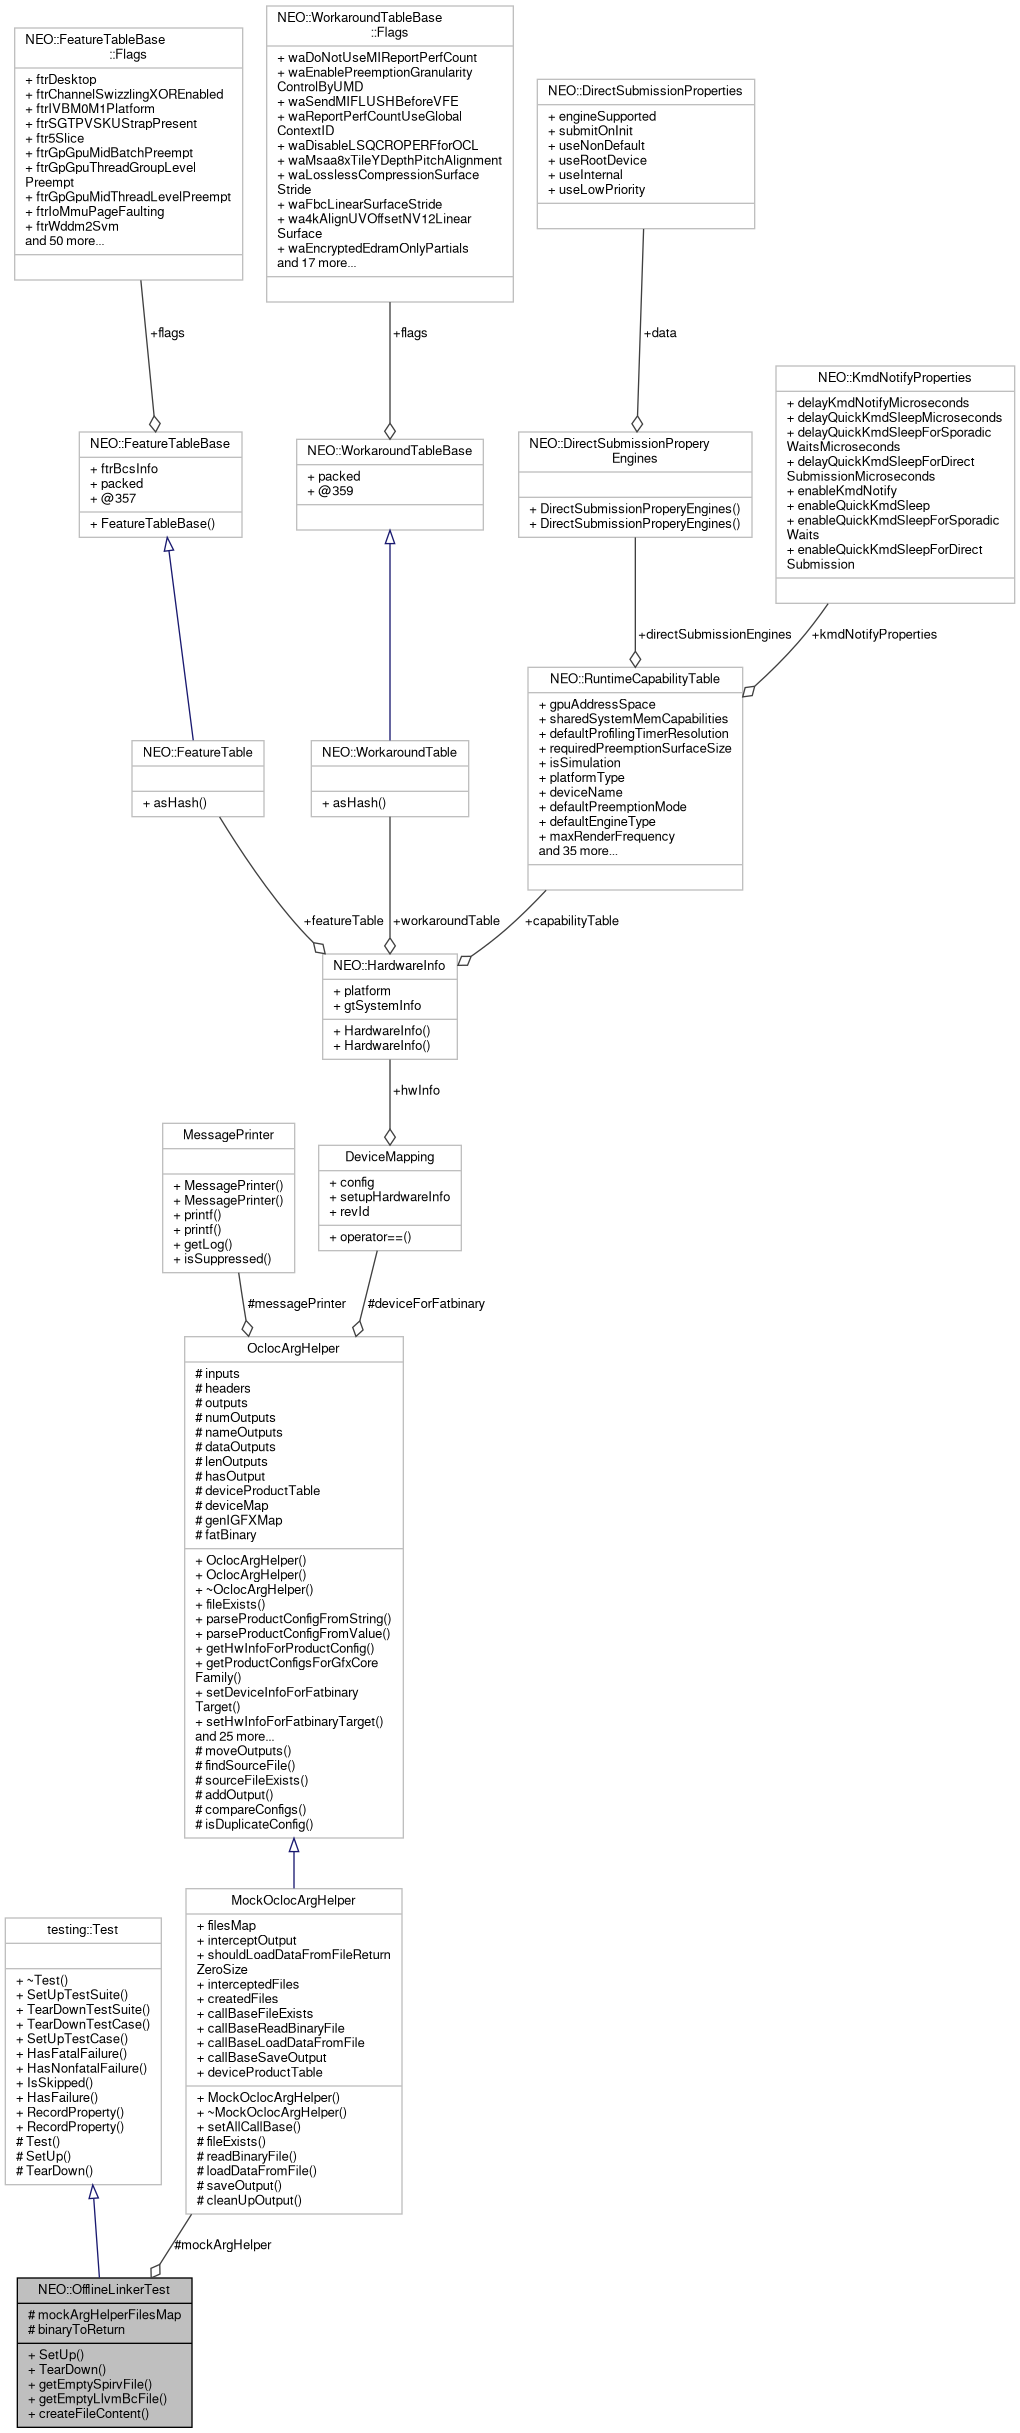 NEO::FeatureTableBase
::Flags
+ ftrDesktop
+ ftrChannelSwizzlingXOREnabled
+ ftrIVBM0M1Platform
+ ftrSGTPVSKUStrapPresent
+ ftr5Slice
+ ftrGpGpuMidBatchPreempt
+ ftrGpGpuThreadGroupLevel
Preempt
+ ftrGpGpuMidThreadLevelPreempt
+ ftrIoMmuPageFaulting
+ ftrWddm2Svm
and 50 more...
NEO::WorkaroundTableBase
::Flags
+ waDoNotUseMIReportPerfCount
+ waEnablePreemptionGranularity
ControlByUMD
+ waSendMIFLUSHBeforeVFE
+ waReportPerfCountUseGlobal
ContextID
+ waDisableLSQCROPERFforOCL
+ waMsaa8xTileYDepthPitchAlignment
+ waLosslessCompressionSurface
Stride
+ waFbcLinearSurfaceStride
+ wa4kAlignUVOffsetNV12Linear
Surface
+ waEncryptedEdramOnlyPartials
and 17 more...
NEO::DirectSubmissionProperties
+ engineSupported
+ submitOnInit
+ useNonDefault
+ useRootDevice
+ useInternal
+ useLowPriority
+flags
+flags
+data
NEO::KmdNotifyProperties
+ delayKmdNotifyMicroseconds
+ delayQuickKmdSleepMicroseconds
+ delayQuickKmdSleepForSporadic
WaitsMicroseconds
+ delayQuickKmdSleepForDirect
SubmissionMicroseconds
+ enableKmdNotify
+ enableQuickKmdSleep
+ enableQuickKmdSleepForSporadic
Waits
+ enableQuickKmdSleepForDirect
Submission
NEO::FeatureTableBase
+ ftrBcsInfo
+ packed
+ @357
+ FeatureTableBase()
NEO::WorkaroundTableBase
+ packed
+ @359
NEO::DirectSubmissionPropery
Engines
+ DirectSubmissionProperyEngines()
+ DirectSubmissionProperyEngines()
+directSubmissionEngines
+kmdNotifyProperties
NEO::FeatureTable
+ asHash()
NEO::WorkaroundTable
+ asHash()
NEO::RuntimeCapabilityTable
+ gpuAddressSpace
+ sharedSystemMemCapabilities
+ defaultProfilingTimerResolution
+ requiredPreemptionSurfaceSize
+ isSimulation
+ platformType
+ deviceName
+ defaultPreemptionMode
+ defaultEngineType
+ maxRenderFrequency
and 35 more...
+featureTable
+workaroundTable
+capabilityTable
NEO::HardwareInfo
+ platform
+ gtSystemInfo
+ HardwareInfo()
+ HardwareInfo()
+hwInfo
MessagePrinter
+ MessagePrinter()
+ MessagePrinter()
+ printf()
+ printf()
+ getLog()
+ isSuppressed()
DeviceMapping
+ config
+ setupHardwareInfo
+ revId
+ operator==()
#messagePrinter
#deviceForFatbinary
OclocArgHelper
# inputs
# headers
# outputs
# numOutputs
# nameOutputs
# dataOutputs
# lenOutputs
# hasOutput
# deviceProductTable
# deviceMap
# genIGFXMap
# fatBinary
+ OclocArgHelper()
+ OclocArgHelper()
+ ~OclocArgHelper()
+ fileExists()
+ parseProductConfigFromString()
+ parseProductConfigFromValue()
+ getHwInfoForProductConfig()
+ getProductConfigsForGfxCore
Family()
+ setDeviceInfoForFatbinary
Target()
+ setHwInfoForFatbinaryTarget()
and 25 more...
# moveOutputs()
# findSourceFile()
# sourceFileExists()
# addOutput()
# compareConfigs()
# isDuplicateConfig()
testing::Test
+ ~Test()
+ SetUpTestSuite()
+ TearDownTestSuite()
+ TearDownTestCase()
+ SetUpTestCase()
+ HasFatalFailure()
+ HasNonfatalFailure()
+ IsSkipped()
+ HasFailure()
+ RecordProperty()
+ RecordProperty()
# Test()
# SetUp()
# TearDown()
MockOclocArgHelper
+ filesMap
+ interceptOutput
+ shouldLoadDataFromFileReturn
ZeroSize
+ interceptedFiles
+ createdFiles
+ callBaseFileExists
+ callBaseReadBinaryFile
+ callBaseLoadDataFromFile
+ callBaseSaveOutput
+ deviceProductTable
+ MockOclocArgHelper()
+ ~MockOclocArgHelper()
+ setAllCallBase()
# fileExists()
# readBinaryFile()
# loadDataFromFile()
# saveOutput()
# cleanUpOutput()
#mockArgHelper
NEO::OfflineLinkerTest
# mockArgHelperFilesMap
# binaryToReturn
+ SetUp()
+ TearDown()
+ getEmptySpirvFile()
+ getEmptyLlvmBcFile()
+ createFileContent()